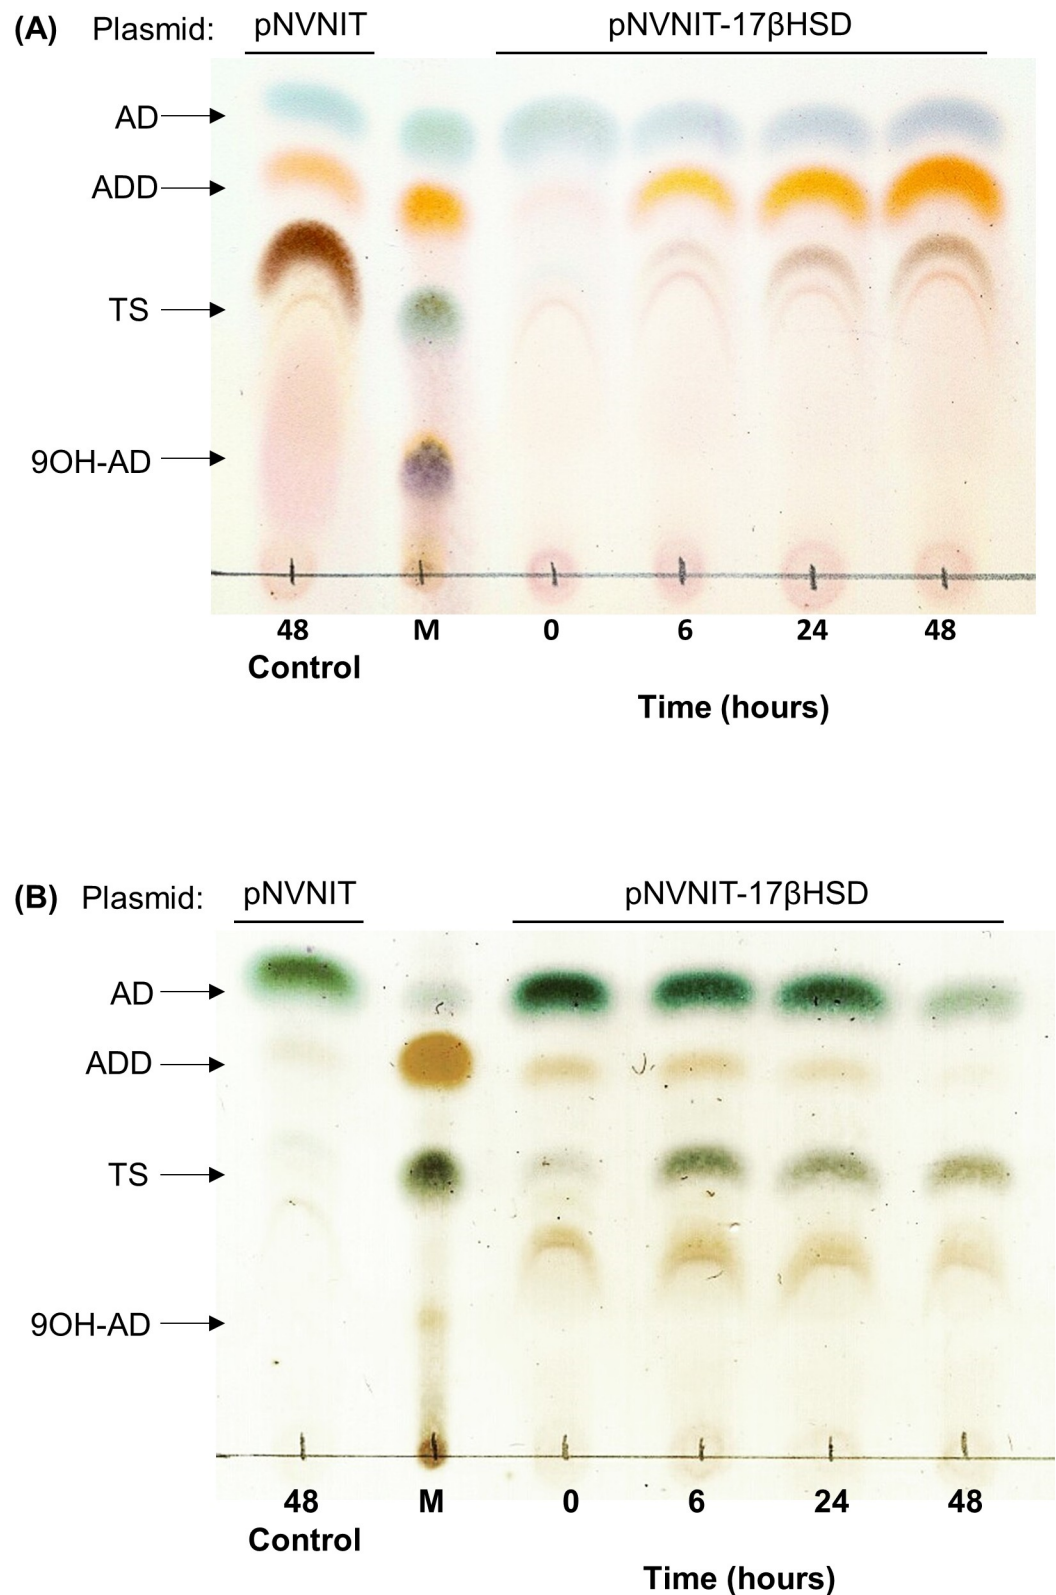 (A) Plasmid: pNVNIT pNVNIT-17βHSD
AD
ADD
TS
9OH-AD
48 M 0 6 24 48
Control
Time (hours)
(B) Plasmid: pNVNIT pNVNIT-17βHSD
AD
ADD
TS
9OH-AD
48 M 0 6 24 48
Control
Time (hours)